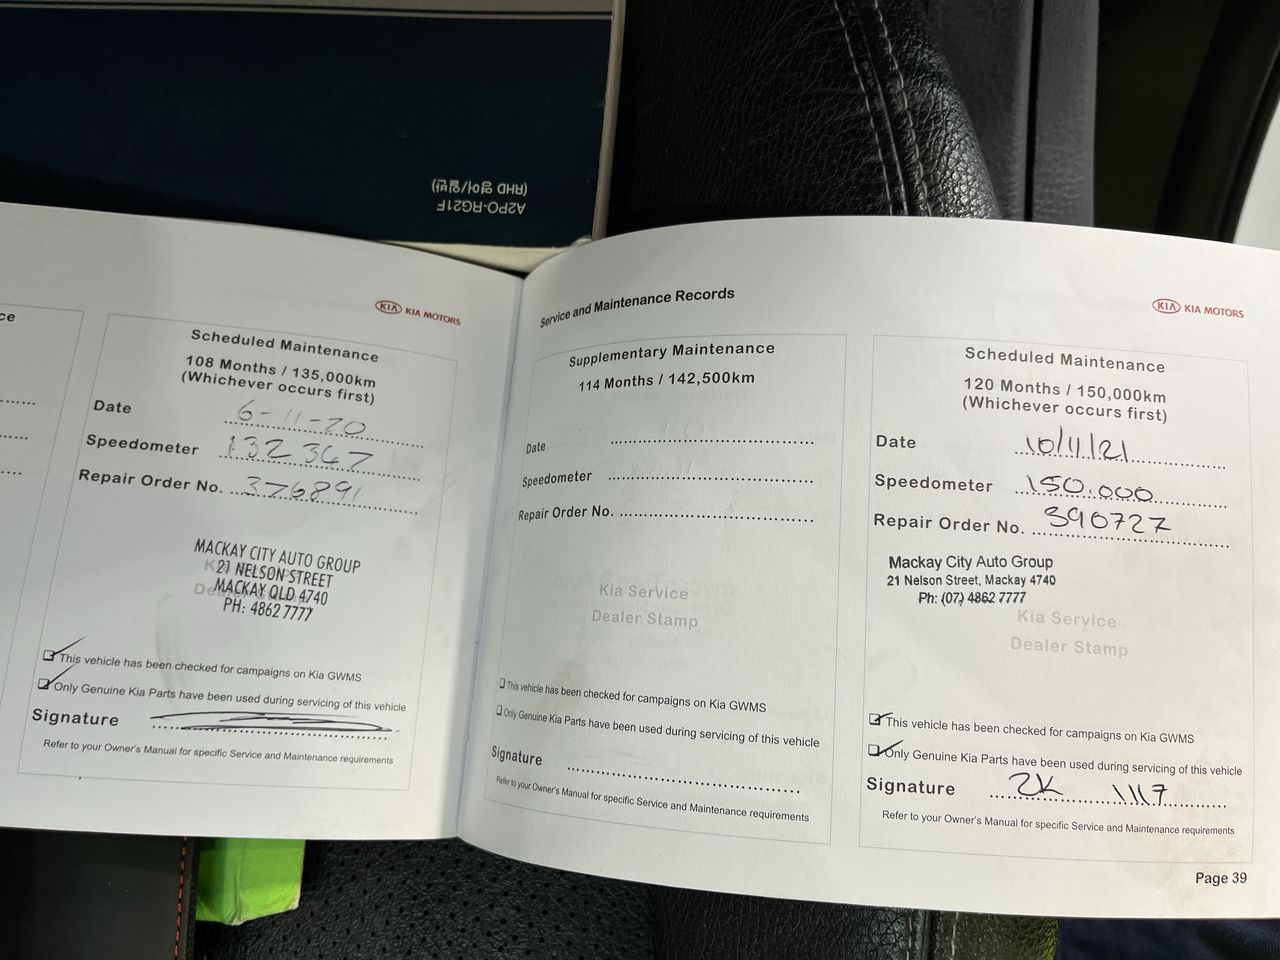 A2PO-RG21F
(RHD 영어/일반)
ce
KIA KIA MOTORS
Scheduled Maintenance
108 Months / 135,000km
(Whichever occurs first)
Date 6-11-20
Speedometer 132 367
Repair Order No. 376891
MACKAY CITY AUTO GROUP
21 NELSON STREET
MACKAY QLD 4740
PH: 4862 7777
This vehicle has been checked for campaigns on Kia GWMS
Only Genuine Kia Parts have been used during servicing of this vehicle
Signature
Refer to your Owner's Manual for specific Service and Maintenance requirements
Service and Maintenance Records
Supplementary Maintenance
114 Months / 142,500km
Date
Speedometer
Repair Order No.
Kia Service
Dealer Stamp
This vehicle has been checked for campaigns on Kia GWMS
Only Genuine Kia Parts have been used during servicing of this vehicle
Signature
Refer to your Owner's Manual for specific Service and Maintenance requirements
KIA KIA MOTORS
Scheduled Maintenance
120 Months / 150,000km
(Whichever occurs first)
Date
Speedometer 150.000
Repair Order No. 390727
Mackay City Auto Group
21 Nelson Street, Mackay 4740
Ph: (07) 4862 7777
Kia Service
Dealer Stamp
This vehicle has been checked for campaigns on Kia GWMS
Only Genuine Kia Parts have been used during servicing of this vehicle
Signature
Refer to your Owner's Manual for specific Service and Maintenance requirements
Page 39